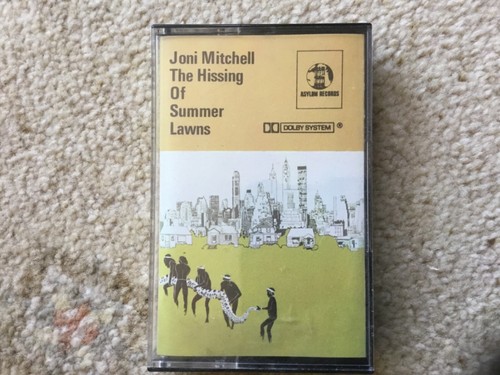 Joni Mitchell
The Hissing
Of
Summer
Lawns
ASYLUM RECORDS
DOLBY SYSTEM ®